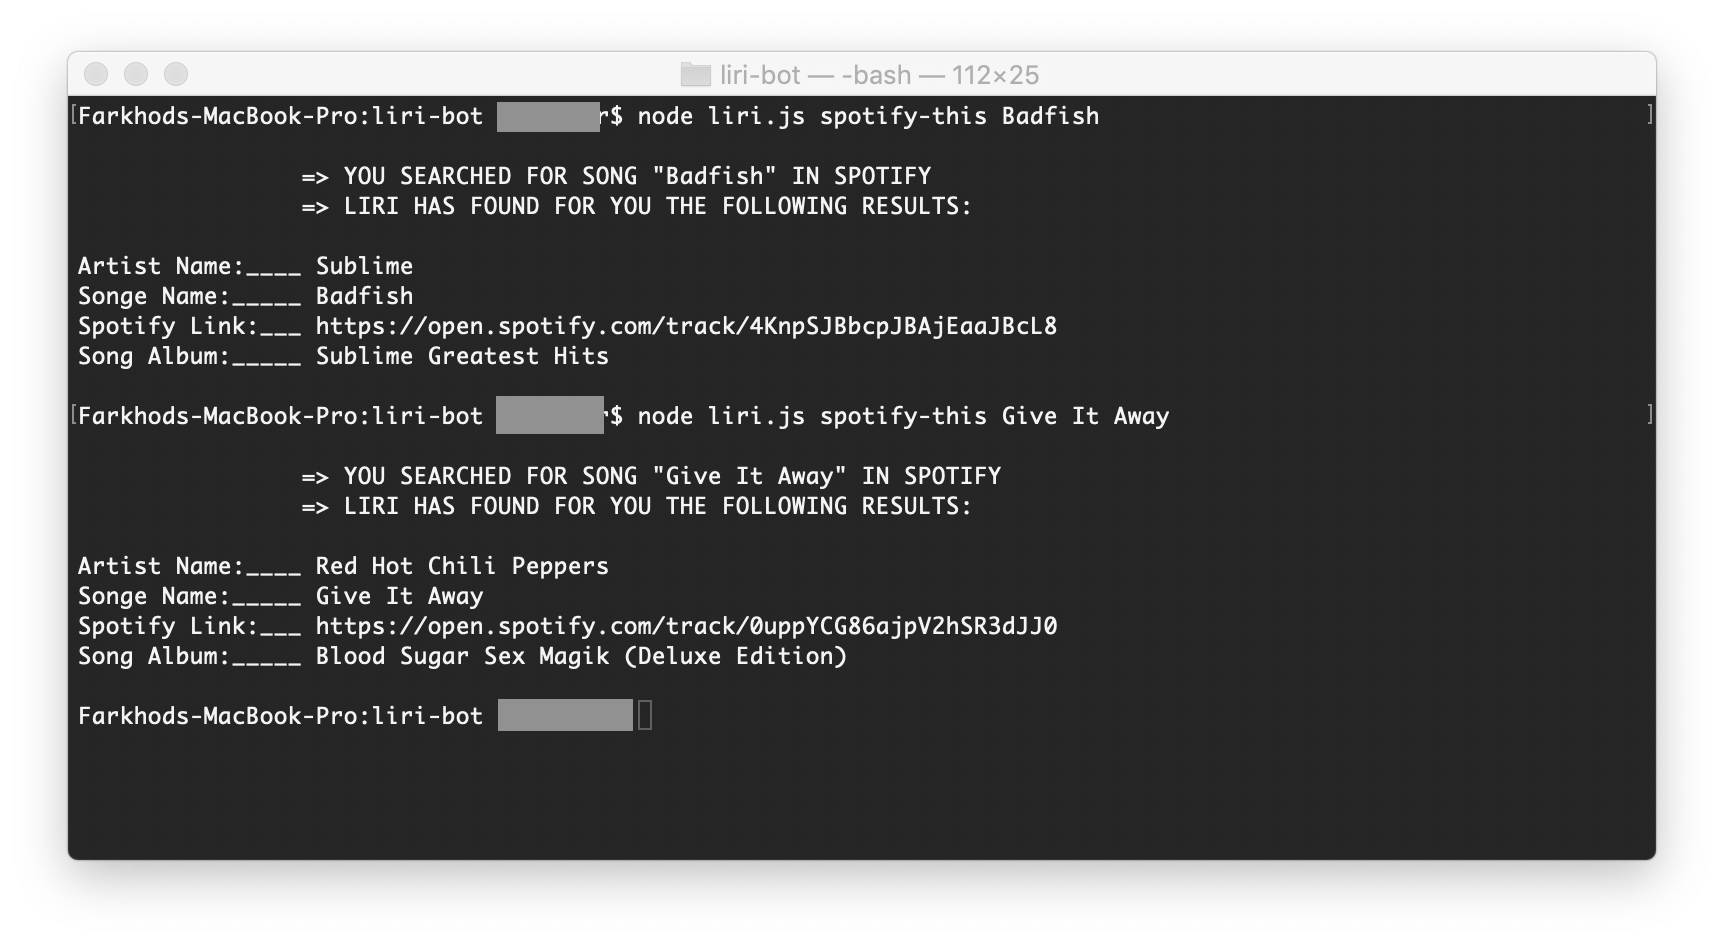 liri-bot — -bash — 112×25
[Farkhods-MacBook-Pro:liri-bot r$ node liri.js spotify-this Badfish ]
=> YOU SEARCHED FOR SONG "Badfish" IN SPOTIFY
=> LIRI HAS FOUND FOR YOU THE FOLLOWING RESULTS:
Artist Name:____ Sublime
Songe Name:_____ Badfish
Spotify Link:___ https://open.spotify.com/track/4KnpSJBbcpJBAjEaaJBcL8
Song Album:_____ Sublime Greatest Hits
[Farkhods-MacBook-Pro:liri-bot r$ node liri.js spotify-this Give It Away ]
=> YOU SEARCHED FOR SONG "Give It Away" IN SPOTIFY
=> LIRI HAS FOUND FOR YOU THE FOLLOWING RESULTS:
Artist Name:____ Red Hot Chili Peppers
Songe Name:_____ Give It Away
Spotify Link:___ https://open.spotify.com/track/0uppYCG86ajpV2hSR3dJJ0
Song Album:_____ Blood Sugar Sex Magik (Deluxe Edition)
Farkhods-MacBook-Pro:liri-bot